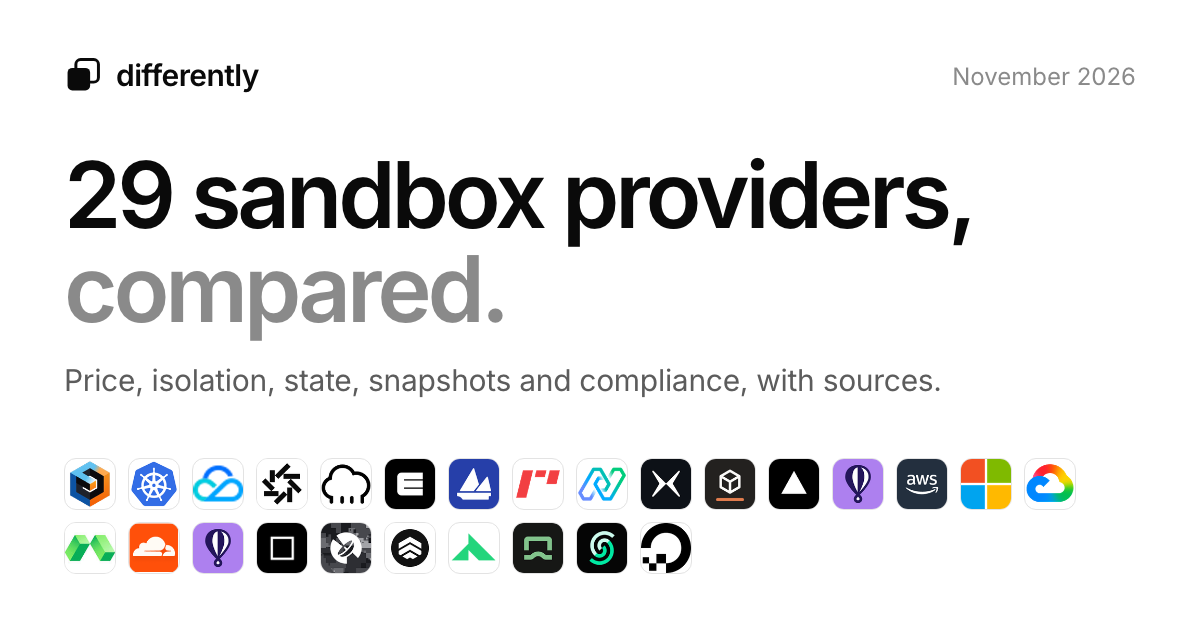 differently
November 2026
29 sandbox providers,
compared.
Price, isolation, state, snapshots and compliance, with sources.
aws